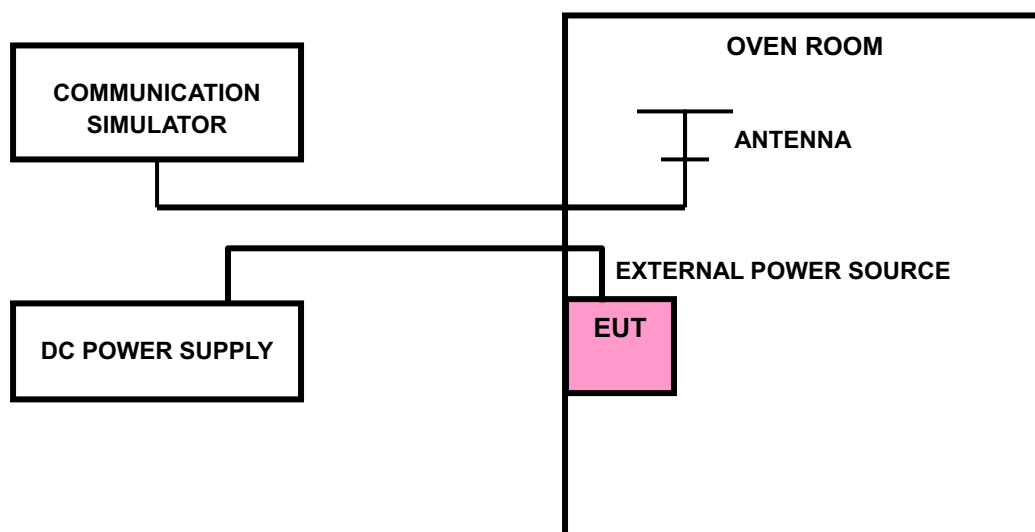 OVEN ROOM
COMMUNICATION
SIMULATOR
ANTENNA
EXTERNAL POWER SOURCE
EUT
DC POWER SUPPLY